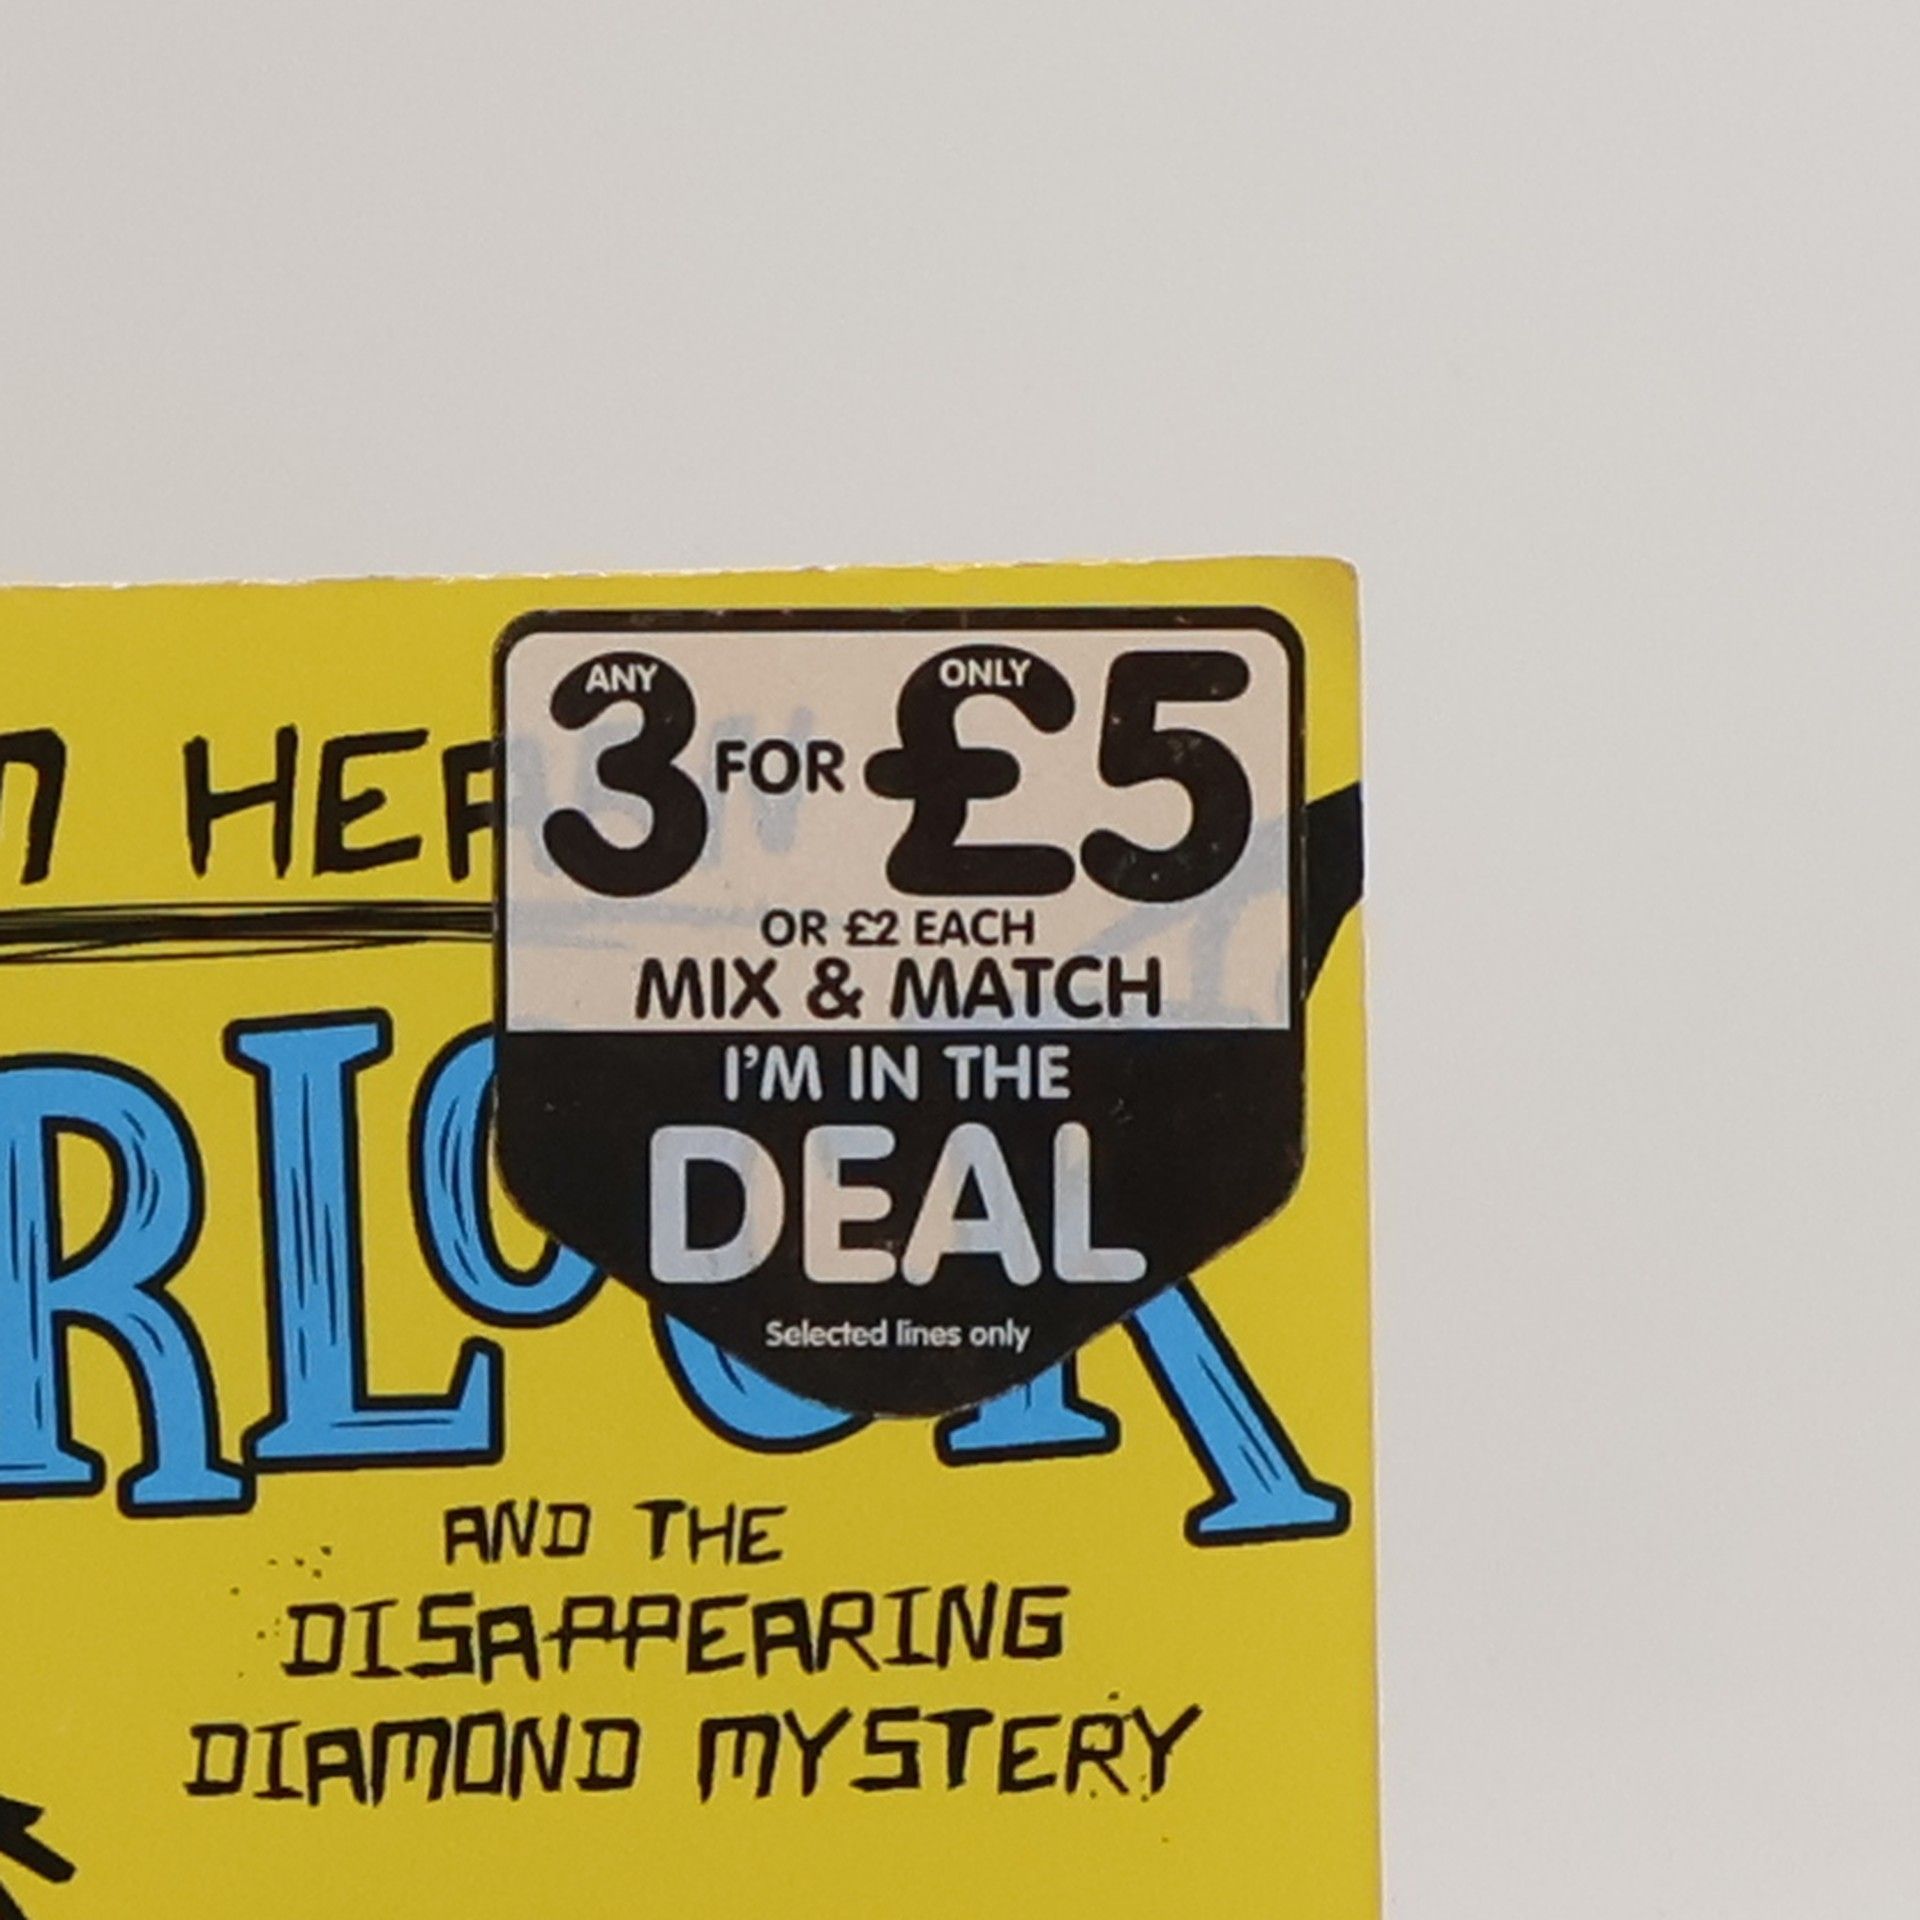 ANY ONLY
3 FOR £5
OR £2 EACH
MIX & MATCH
I'M IN THE
DEAL
Selected lines only
AND THE
DISAPPEARING
DIAMOND MYSTERY